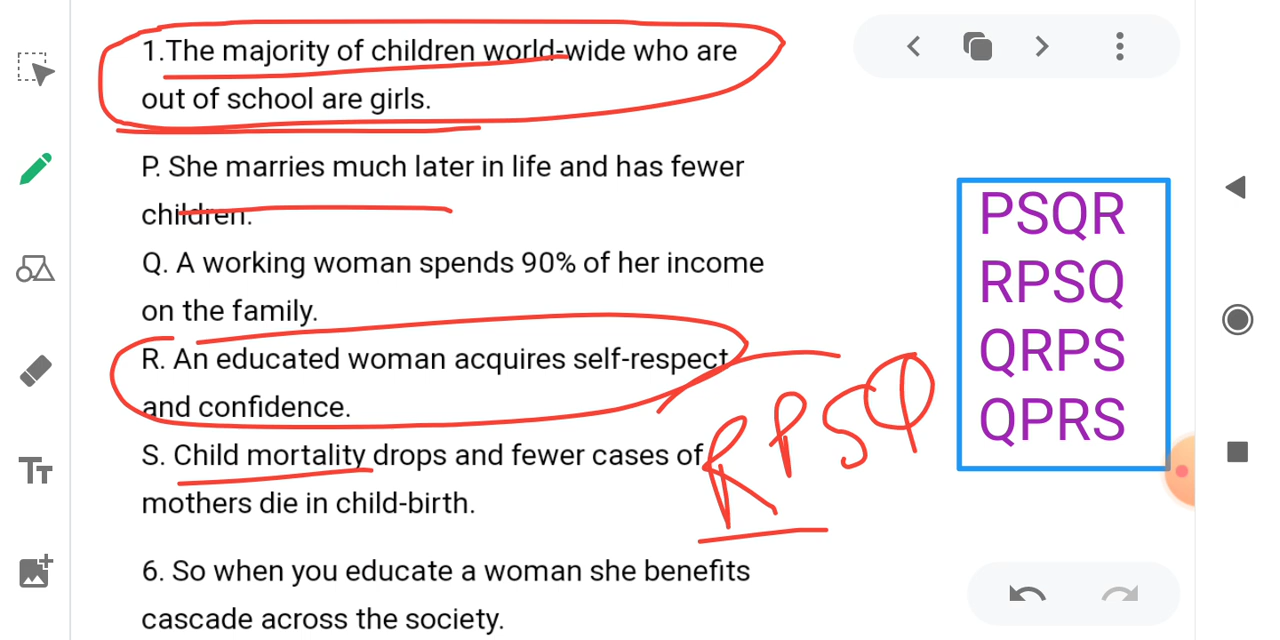 1.The majority of children world-wide who are
out of school are girls.
P. She marries much later in life and has fewer
children.
Q. A working woman spends 90% of her income
on the family.
R. An educated woman acquires self-respect
and confidence.
S. Child mortality drops and fewer cases of
mothers die in child-birth.
6. So when you educate a woman she benefits
cascade across the society.
RPSQ
PSQR
RPSQ
QRPS
QPRS
Tт